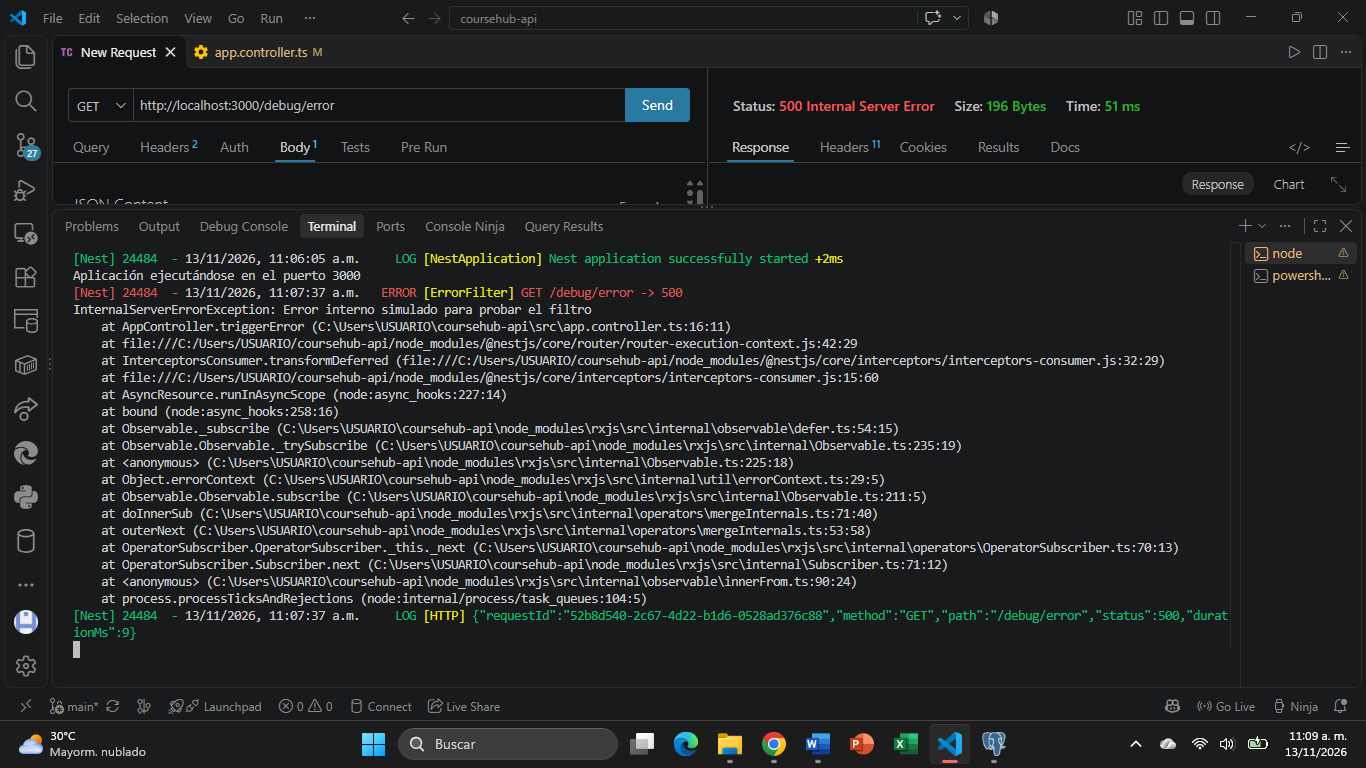 File Edit Selection View Go Run ··· coursehub-api
TC New Request app.controller.ts M
GET http://localhost:3000/debug/error Send
Status: 500 Internal Server Error Size: 196 Bytes Time: 51 ms
Query Headers 2 Auth Body 1 Tests Pre Run
Response Headers 11 Cookies Results Docs </>
Response Chart
JSON Content
Problems Output Debug Console Terminal Ports Console Ninja Query Results
[Nest] 24484 - 13/11/2026, 11:06:05 a.m. LOG [NestApplication] Nest application successfully started +2ms
Aplicación ejecutándose en el puerto 3000
[Nest] 24484 - 13/11/2026, 11:07:37 a.m. ERROR [ErrorFilter] GET /debug/error -> 500
InternalServerErrorException: Error interno simulado para probar el filtro
at AppController.triggerError (C:\Users\USUARIO\coursehub-api\src\app.controller.ts:16:11)
at file:///C:/Users/USUARIO/coursehub-api/node_modules/@nestjs/core/router/router-execution-context.js:42:29
at InterceptorsConsumer.transformDeferred (file:///C:/Users/USUARIO/coursehub-api/node_modules/@nestjs/core/interceptors/interceptors-consumer.js:32:29)
at file:///C:/Users/USUARIO/coursehub-api/node_modules/@nestjs/core/interceptors/interceptors-consumer.js:15:60
at AsyncResource.runInAsyncScope (node:async_hooks:227:14)
at bound (node:async_hooks:258:16)
at Observable._subscribe (C:\Users\USUARIO\coursehub-api\node_modules\rxjs\src\internal\observable\defer.ts:54:15)
at Observable.Observable._trySubscribe (C:\Users\USUARIO\coursehub-api\node_modules\rxjs\src\internal\Observable.ts:235:19)
at <anonymous> (C:\Users\USUARIO\coursehub-api\node_modules\rxjs\src\internal\Observable.ts:225:18)
at Object.errorContext (C:\Users\USUARIO\coursehub-api\node_modules\rxjs\src\internal\util\errorContext.ts:29:5)
at Observable.Observable.subscribe (C:\Users\USUARIO\coursehub-api\node_modules\rxjs\src\internal\Observable.ts:211:5)
at doInnerSub (C:\Users\USUARIO\coursehub-api\node_modules\rxjs\src\internal\operators\mergeInternals.ts:71:40)
at outerNext (C:\Users\USUARIO\coursehub-api\node_modules\rxjs\src\internal\operators\mergeInternals.ts:53:58)
at OperatorSubscriber.OperatorSubscriber._this._next (C:\Users\USUARIO\coursehub-api\node_modules\rxjs\src\internal\operators\OperatorSubscriber.ts:70:13)
at OperatorSubscriber.Subscriber.next (C:\Users\USUARIO\coursehub-api\node_modules\rxjs\src\internal\Subscriber.ts:71:12)
at <anonymous> (C:\Users\USUARIO\coursehub-api\node_modules\rxjs\src\internal\observable\innerFrom.ts:90:24)
at process.processTicksAndRejections (node:internal/process/task_queues:104:5)
[Nest] 24484 - 13/11/2026, 11:07:37 a.m. LOG [HTTP] {"requestId":"52b8d540-2c67-4d22-b1d6-0528ad376c88","method":"GET","path":"/debug/error","status":500,"durat
ionMs":9}
node
powersh...
27
main* Launchpad 0 0 Connect Live Share Go Live Ninja
30°C
Mayorm. nublado
Buscar
11:09 a. m.
13/11/2026